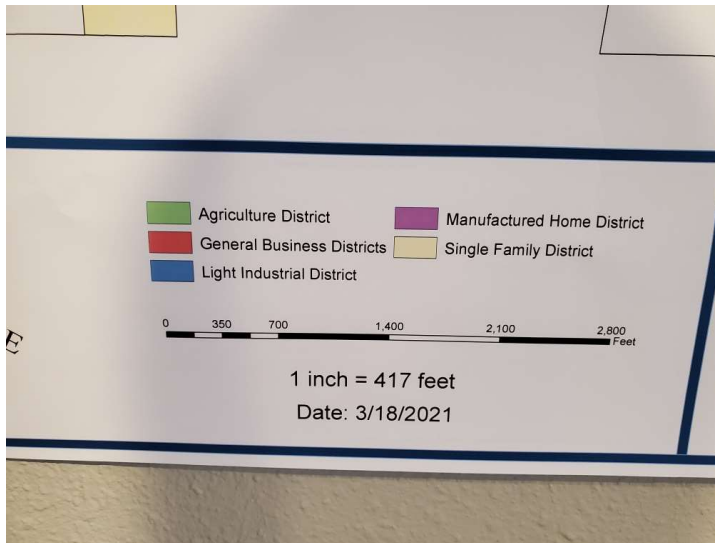 Agriculture District
General Business Districts
Light Industrial District
Manufactured Home District
Single Family District
E
0 350 700 1,400 2,100 2,800
Feet
1 inch = 417 feet
Date: 3/18/2021